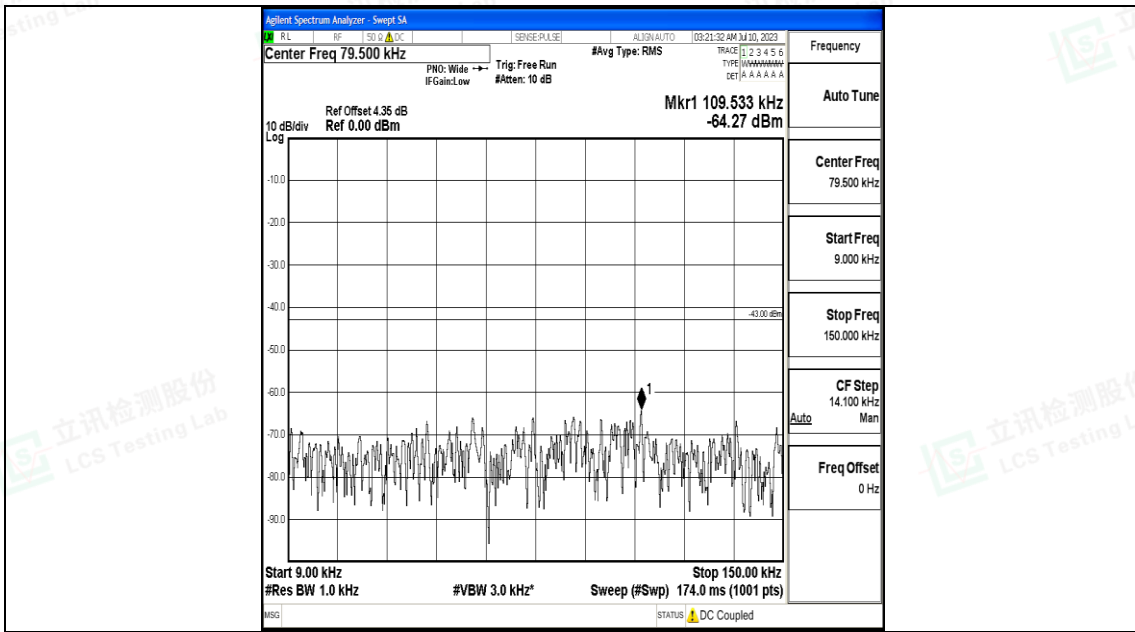 Agilent Spectrum Analyzer - Swept SA
RL RF 50 Ω DC SENSE:PULSE ALIGN AUTO 03:21:32 AM Jul 10, 2023
Center Freq 79.500 kHz
PNO: Wide
IFGain:Low
Trig: Free Run
#Atten: 10 dB
#Avg Type: RMS
TRACE 1 2 3 4 5 6
TYPE
DET A A A A A A
Frequency
Auto Tune
Center Freq
79.500 kHz
Start Freq
9.000 kHz
Stop Freq
150.000 kHz
CF Step
14.100 kHz
Auto Man
Freq Offset
0 Hz
Mkr1 109.533 kHz
-64.27 dBm
Ref Offset 4.35 dB
10 dB/div Ref 0.00 dBm
Log
-10.0
-20.0
-30.0
-40.0
-43.00 dBm
-50.0
-60.0
1
-70.0
-80.0
-90.0
Start 9.00 kHz Stop 150.00 kHz
#Res BW 1.0 kHz #VBW 3.0 kHz* Sweep (#Swp) 174.0 ms (1001 pts)
MSG STATUS DC Coupled
立讯检测股份
LCS Testing Lab